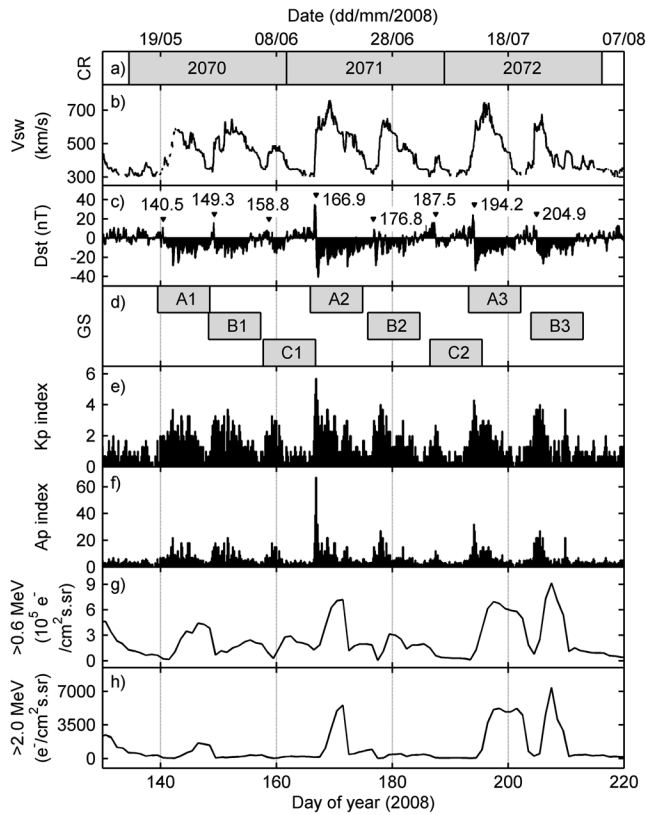 Date (dd/mm/2008)
19/05 08/06 28/06 18/07 07/08
CR
a) 2070 2071 2072
Vsw
(km/s)
b)
700
500
300
Dst (nT)
c)
40
20
0
-20
-40
140.5 149.3 158.8 166.9 176.8 187.5 194.2 204.9
GS
d)
A1 A2 A3
B1 B2 B3
C1 C2
Kp index
e)
6
4
2
0
Ap index
f)
60
40
20
0
>0.6 MeV
(10⁵ e⁻
/cm²s.sr)
g)
9
6
3
0
>2.0 MeV
(e⁻/cm²s.sr)
h)
7000
3500
0
140 160 180 200 220
Day of year (2008)